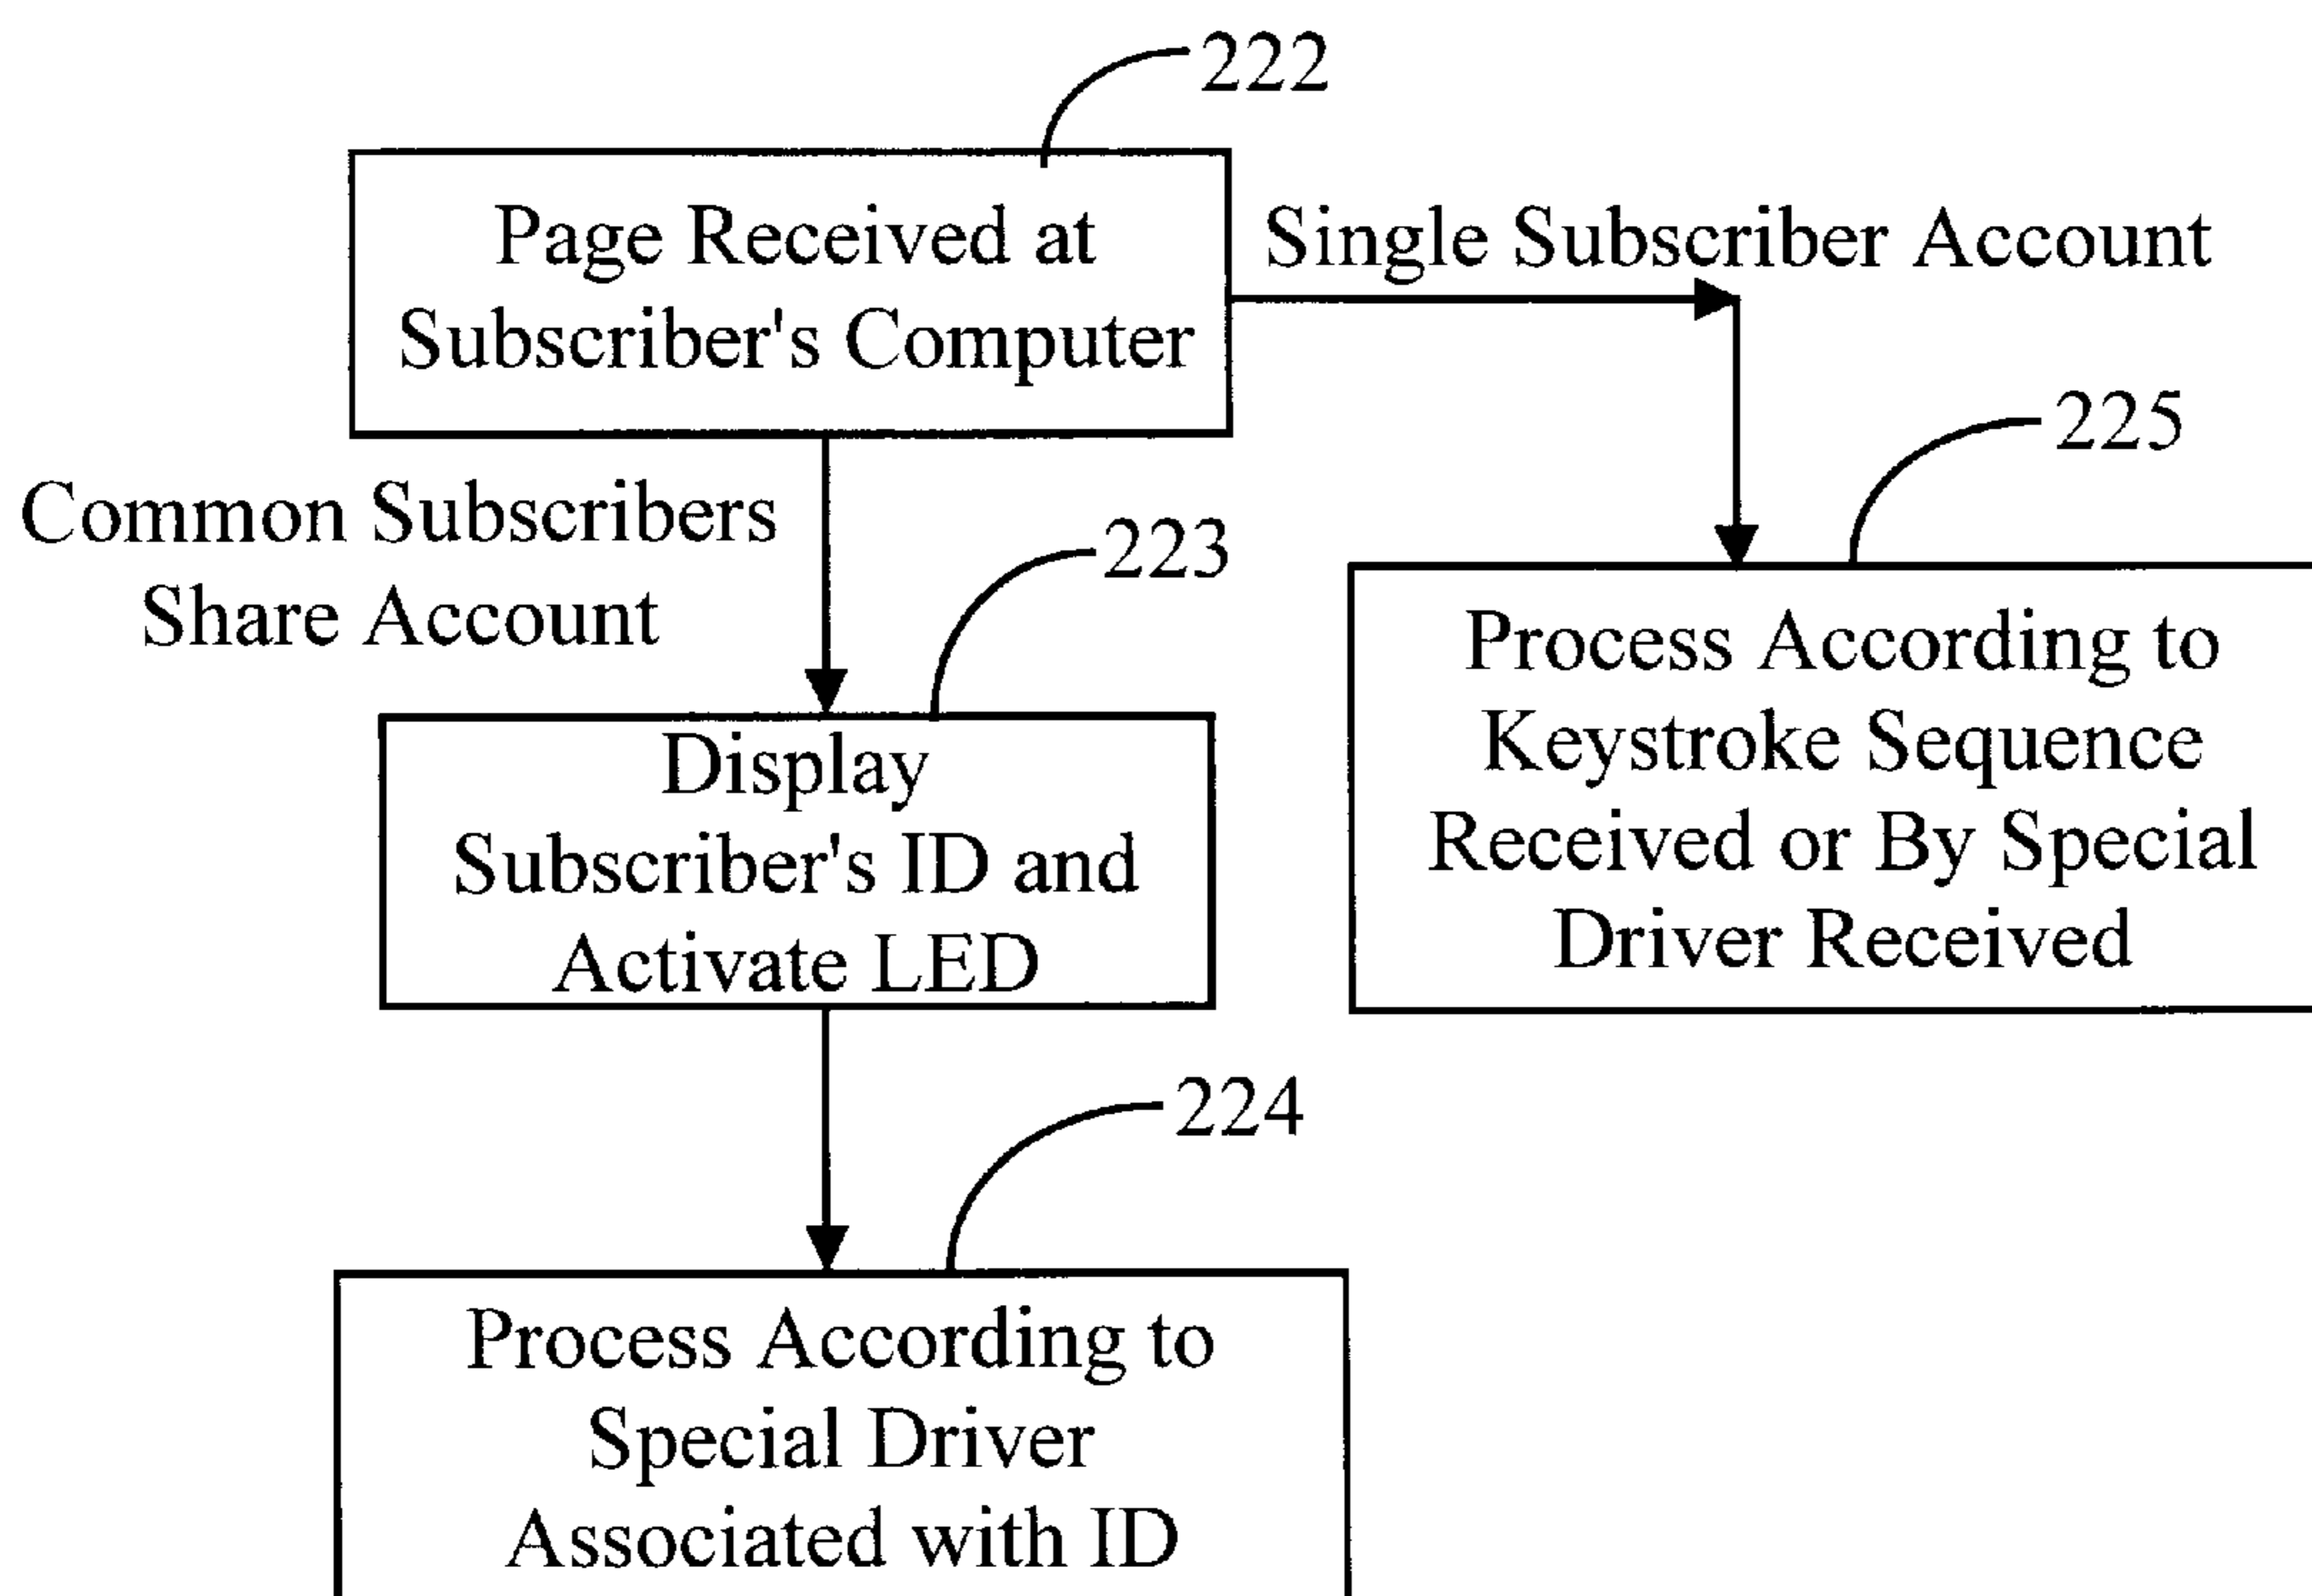 222
Page Received at
Subscriber's Computer
Single Subscriber Account
225
Common Subscribers
Share Account
223
Display
Subscriber's ID and
Activate LED
Process According to
Keystroke Sequence
Received or By Special
Driver Received
224
Process According to
Special Driver
Associated with ID